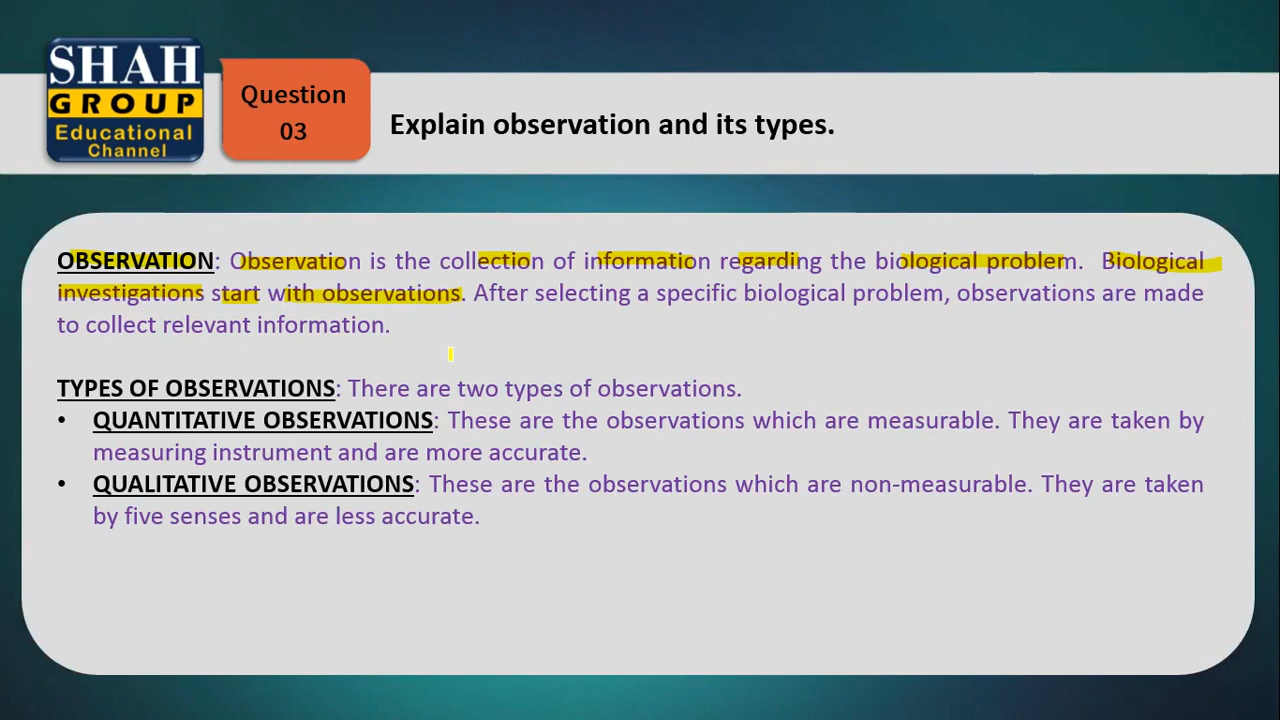 SHAH
GROUP
Educational
Channel
Question
03
Explain observation and its types.
OBSERVATION: Observation is the collection of information regarding the biological problem. Biological
investigations start with observations. After selecting a specific biological problem, observations are made
to collect relevant information.
TYPES OF OBSERVATIONS: There are two types of observations.
• QUANTITATIVE OBSERVATIONS: These are the observations which are measurable. They are taken by
measuring instrument and are more accurate.
• QUALITATIVE OBSERVATIONS: These are the observations which are non-measurable. They are taken
by five senses and are less accurate.